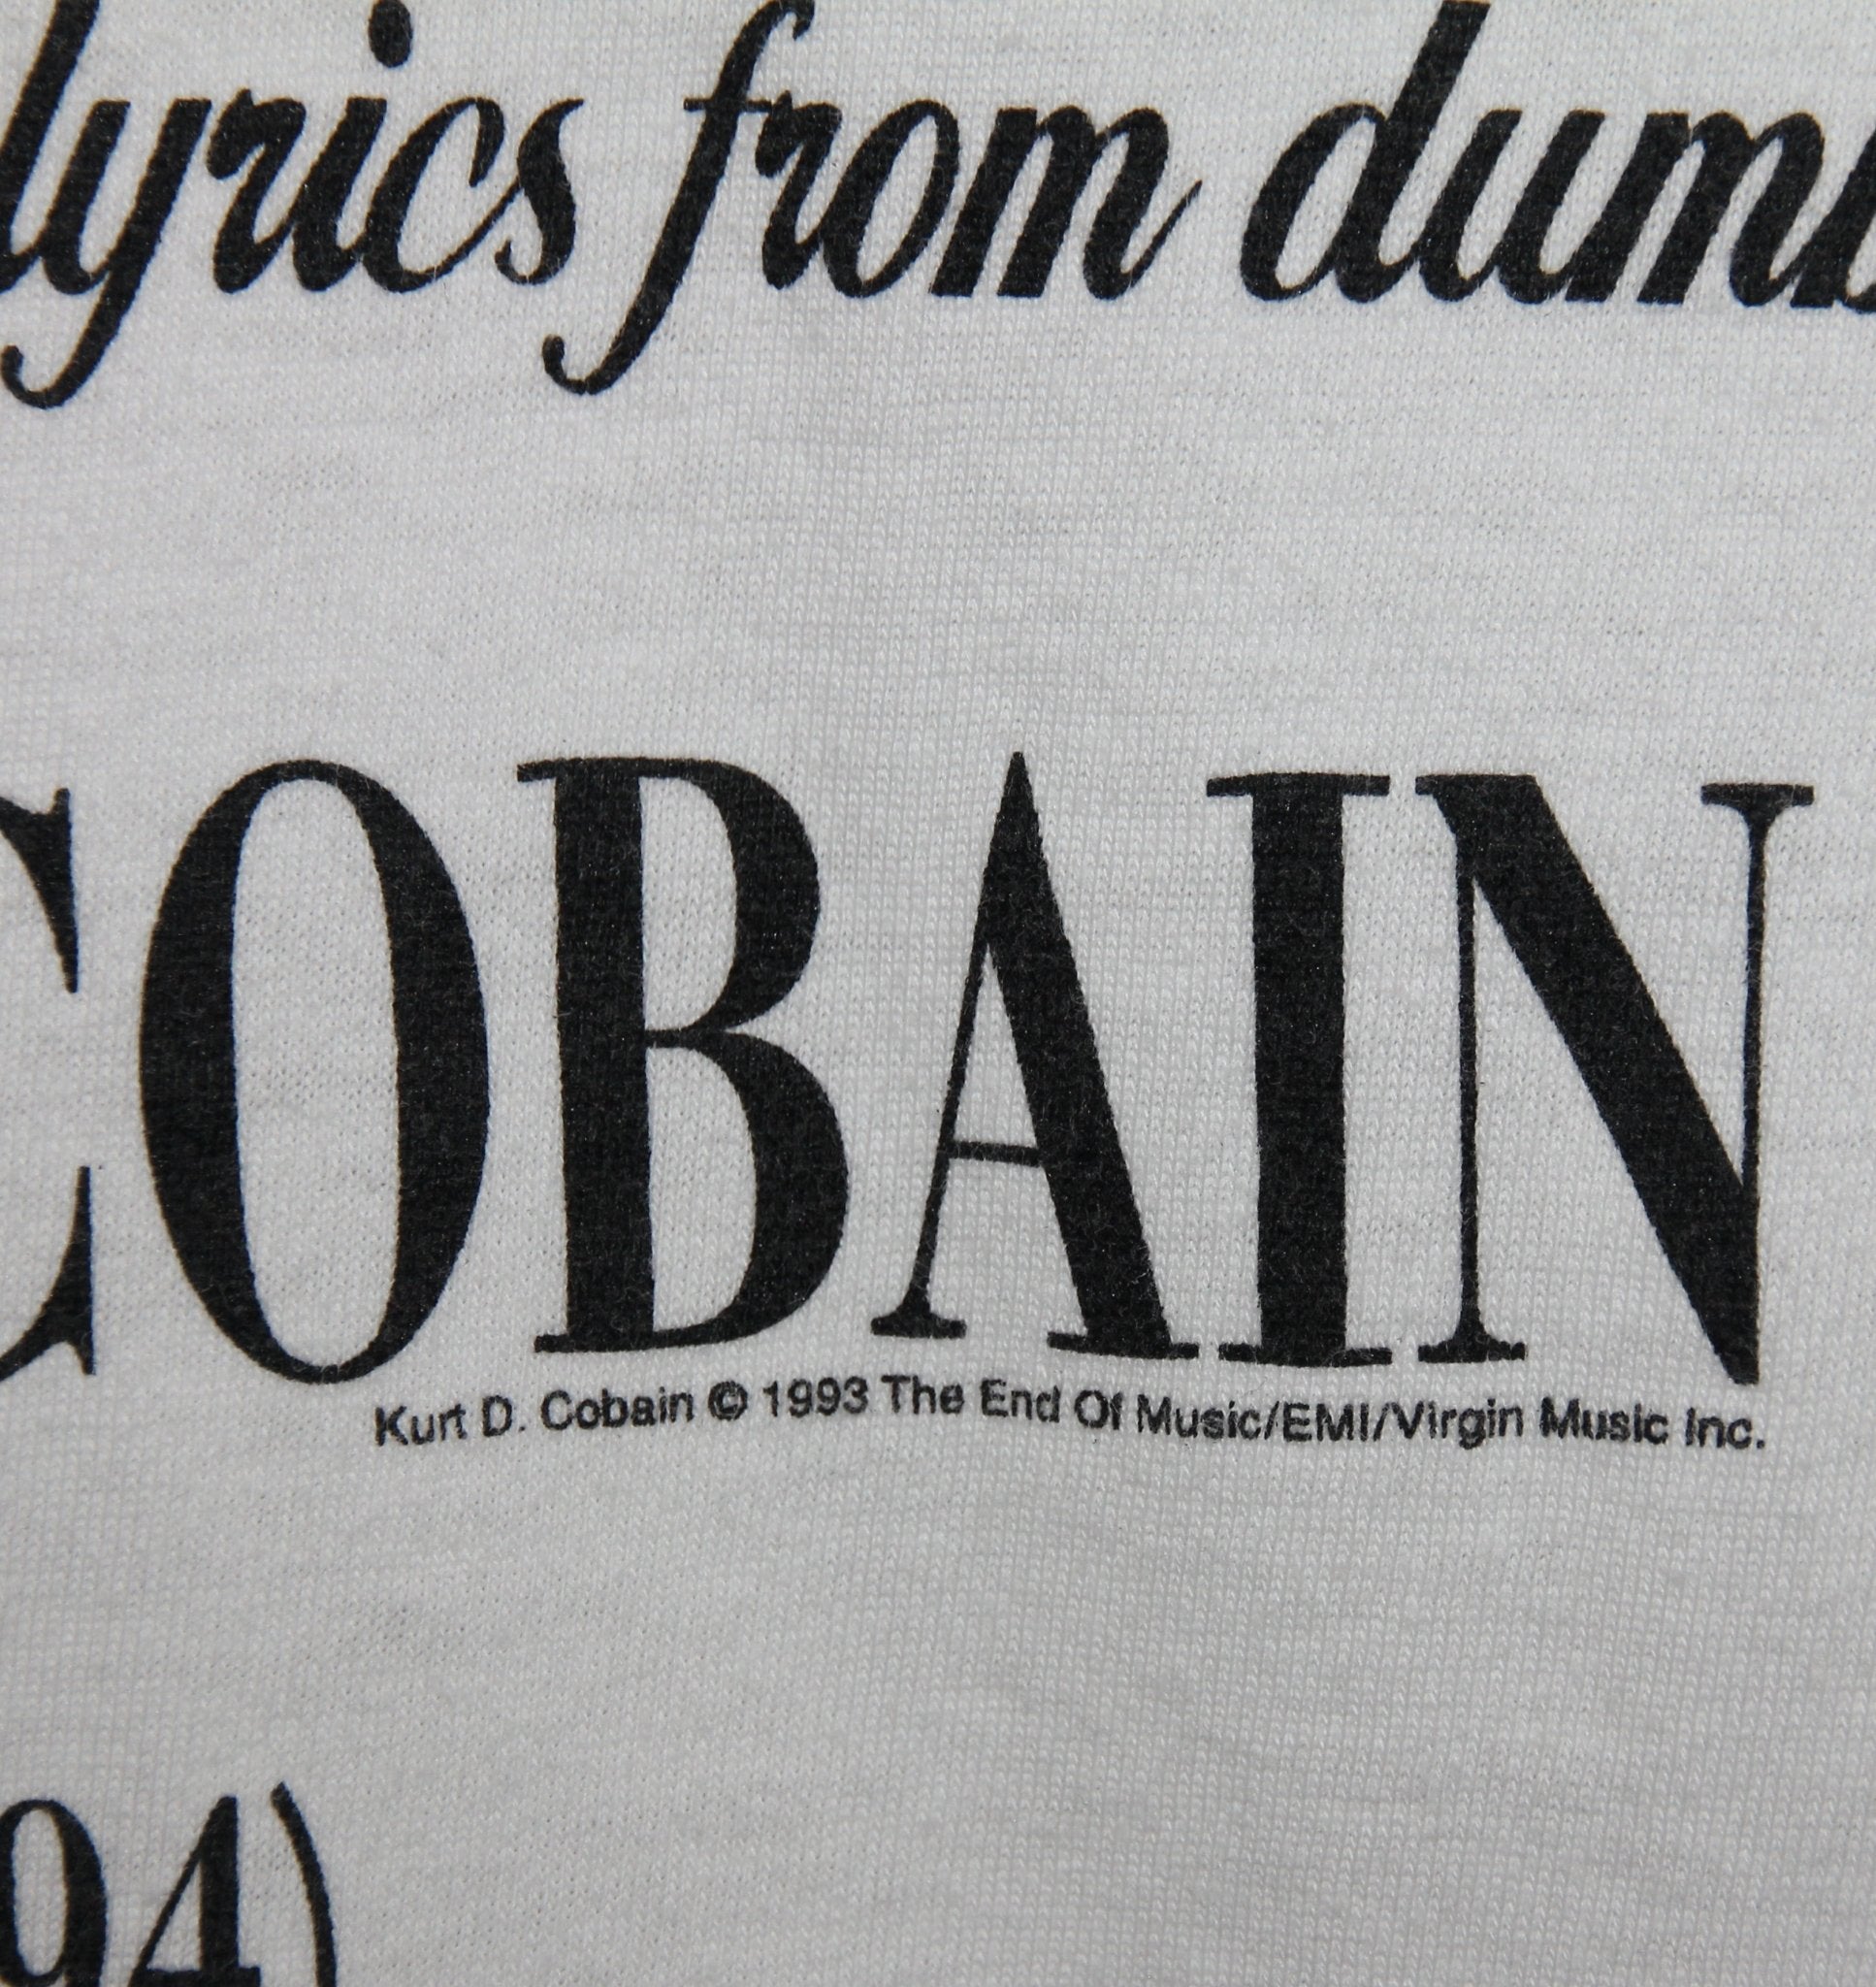 lyrics from dumb
COBAIN
Kurt D. Cobain © 1993 The End Of Music/EMI/Virgin Music Inc.
94)